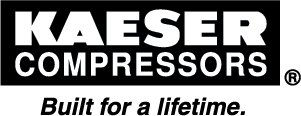 KAESER
COMPRESSORS®
Built for a lifetime.